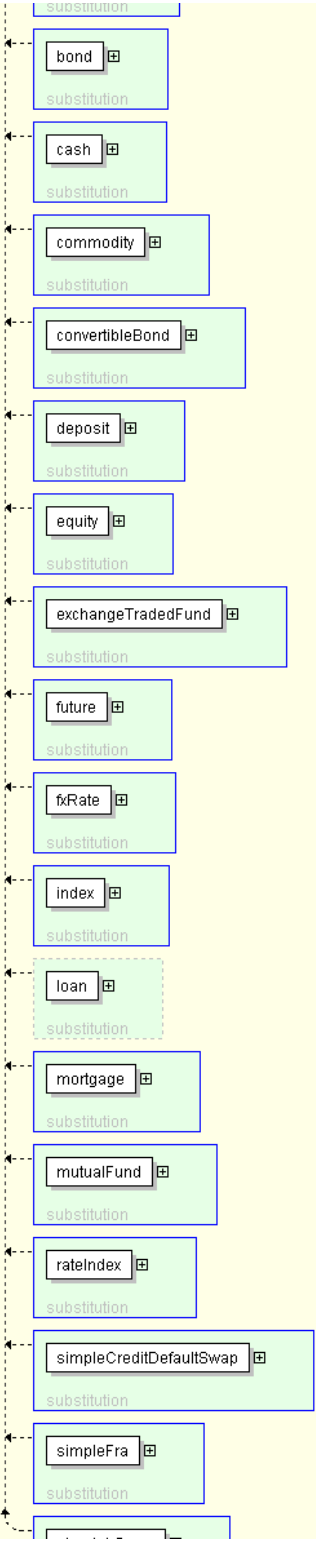 substitution
bond
substitution
cash
substitution
commodity
substitution
convertibleBond
substitution
deposit
substitution
equity
substitution
exchangeTradedFund
substitution
future
substitution
fxRate
substitution
index
substitution
loan
substitution
mortgage
substitution
mutualFund
substitution
rateIndex
substitution
simpleCreditDefaultSwap
substitution
simpleFra
substitution